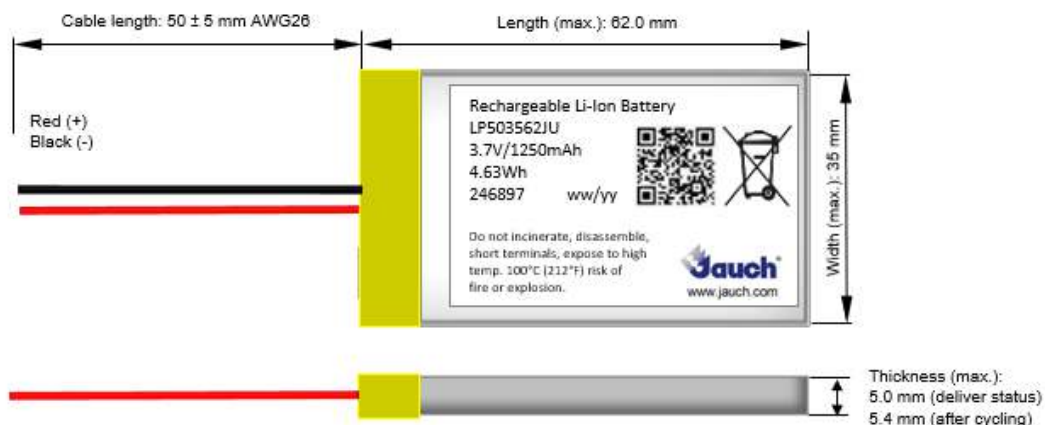 Cable length: 50 ± 5 mm AWG26
Length (max.): 62.0 mm
Red (+)
Black (-)
Rechargeable Li-Ion Battery
LP503562JU
3.7V/1250mAh
4.63Wh
246897 ww/yy
Do not incinerate, disassemble,
short terminals, expose to high
temp. 100°C (212°F) risk of
fire or explosion.
Jauch
www.jauch.com
Width (max.): 35 mm
Thickness (max.):
5.0 mm (deliver status)
5.4 mm (after cycling)